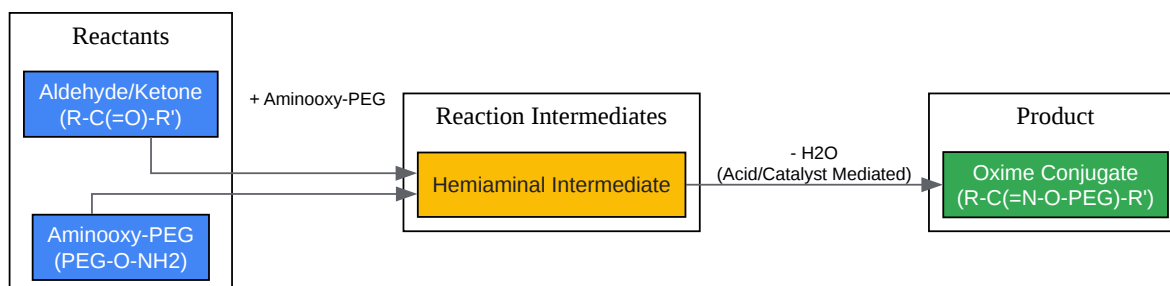 Reactants
Aldehyde/Ketone
(R-C(=O)-R')
Aminooxy-PEG
(PEG-O-NH2)
+ Aminooxy-PEG
Reaction Intermediates
Hemiaminal Intermediate
- H2O
(Acid/Catalyst Mediated)
Product
Oxime Conjugate
(R-C(=N-O-PEG)-R')